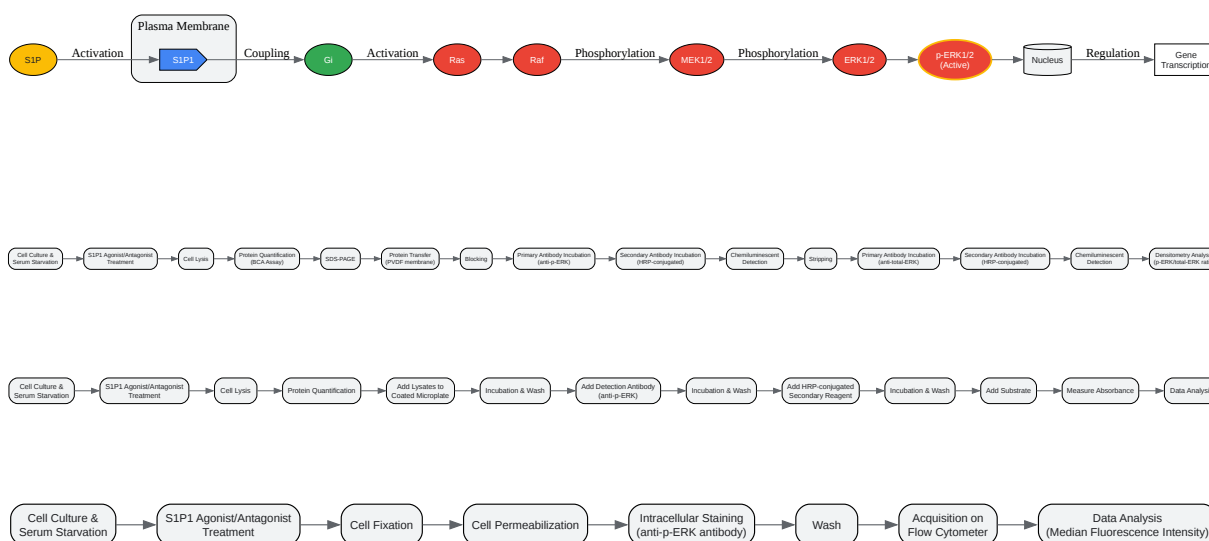 Plasma Membrane
S1P
Activation
S1P1
Coupling
Gi
Activation
Ras
Raf
Phosphorylation
MEK1/2
Phosphorylation
ERK1/2
p-ERK1/2
(Active)
Nucleus
Regulation
Gene
Transcription
Cell Culture &
Serum Starvation
S1P1 Agonist/Antagonist
Treatment
Cell Lysis
Protein Quantification
(BCA Assay)
SDS-PAGE
Protein Transfer
(PVDF membrane)
Blocking
Primary Antibody Incubation
(anti-p-ERK)
Secondary Antibody Incubation
(HRP-conjugated)
Chemiluminescent
Detection
Stripping
Primary Antibody Incubation
(anti-total-ERK)
Secondary Antibody Incubation
(HRP-conjugated)
Chemiluminescent
Detection
Densitometry Analys
(p-ERK/total-ERK rat
Cell Culture &
Serum Starvation
S1P1 Agonist/Antagonist
Treatment
Cell Lysis
Protein Quantification
Add Lysates to
Coated Microplate
Incubation & Wash
Add Detection Antibody
(anti-p-ERK)
Incubation & Wash
Add HRP-conjugated
Secondary Reagent
Incubation & Wash
Add Substrate
Measure Absorbance
Data Analysis
Cell Culture &
Serum Starvation
S1P1 Agonist/Antagonist
Treatment
Cell Fixation
Cell Permeabilization
Intracellular Staining
(anti-p-ERK antibody)
Wash
Acquisition on
Flow Cytometer
Data Analysis
(Median Fluorescence Intensity)